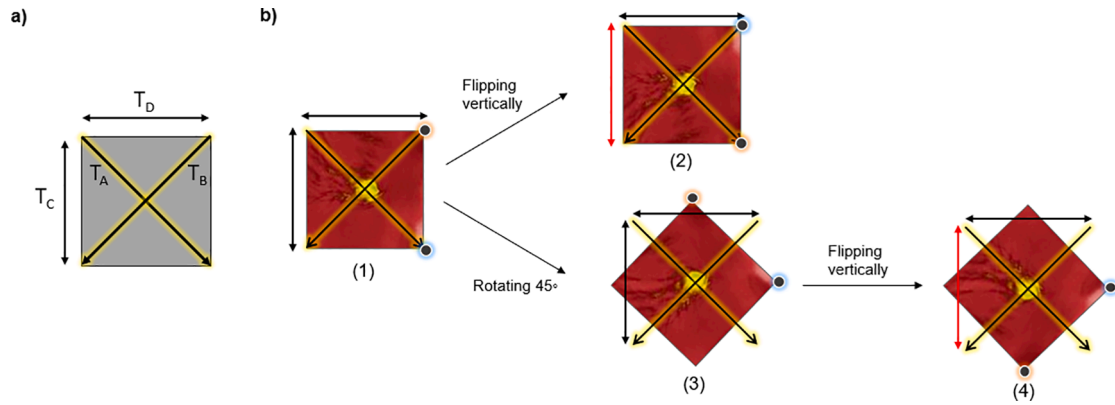 a)
b)
T_D
T_A
T_B
T_C
(1)
Flipping
vertically
Rotating 45°
(2)
(3)
Flipping
vertically
(4)